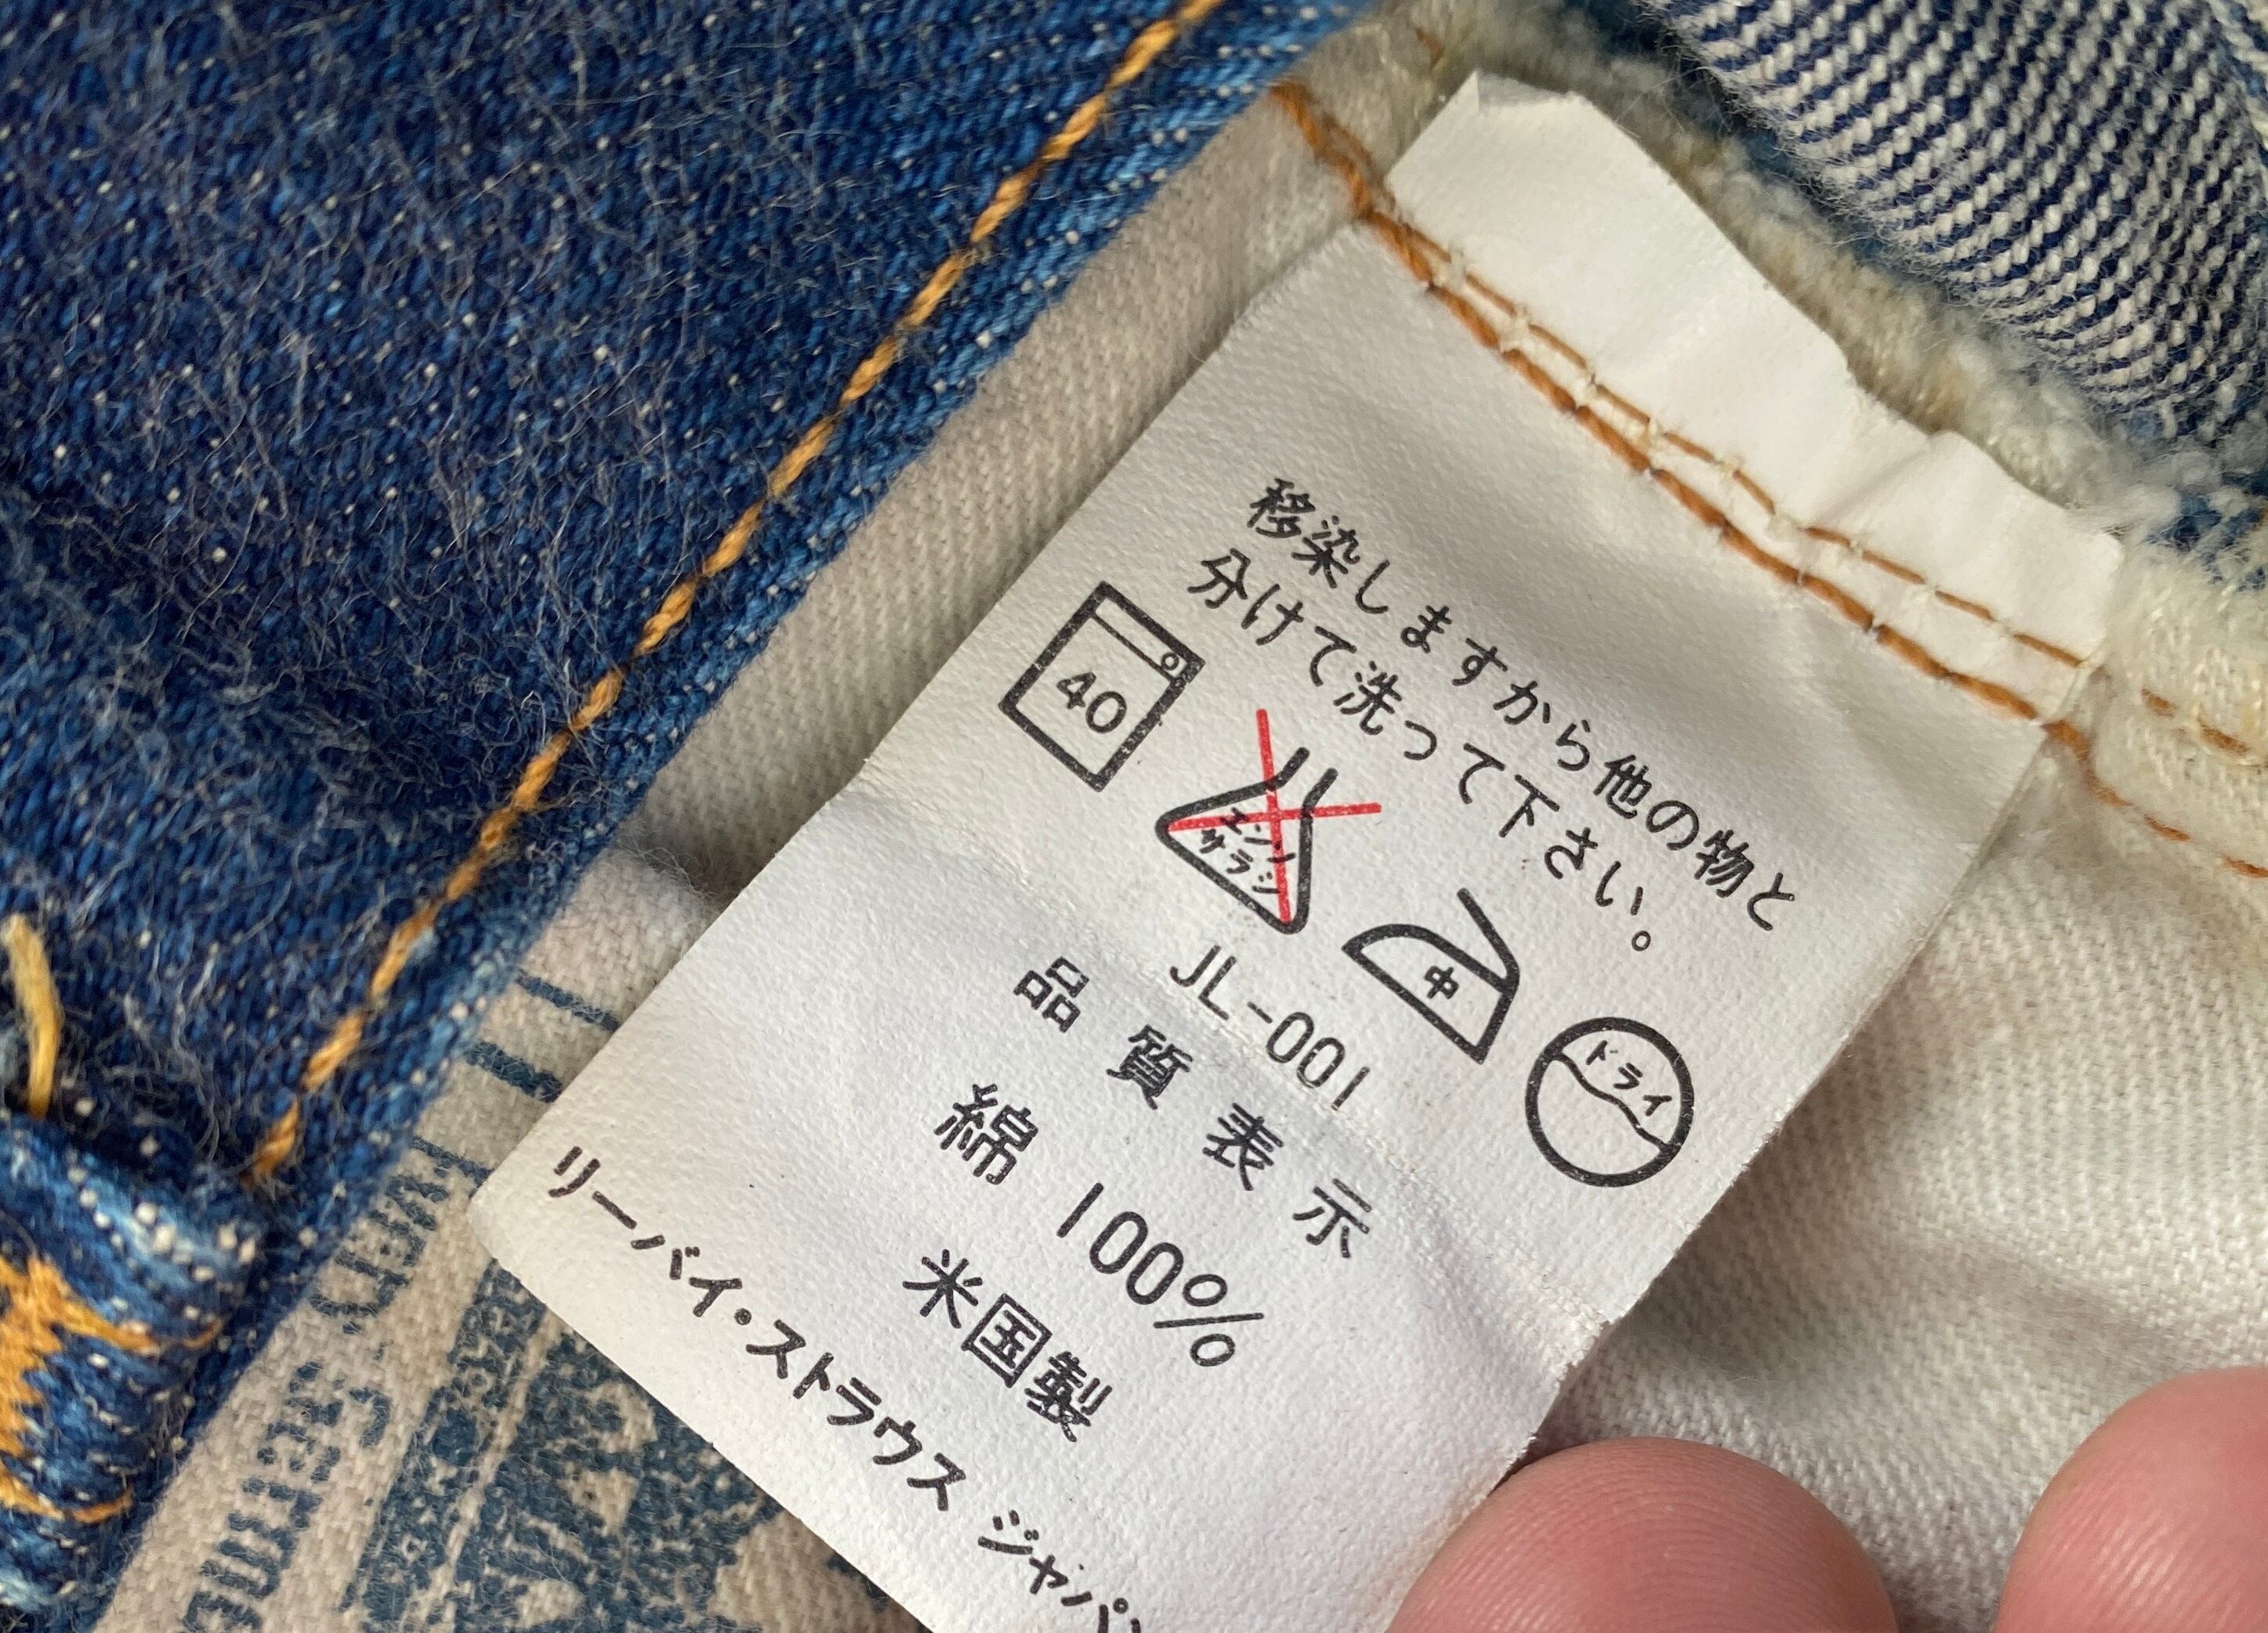 移染しますから他の物と
分けて洗って下さい。
40
エンソ
サラシ
中
ドライ
JL-001
品質表示
綿 100%
米国製
リーバイ・ストラウス ジャパ